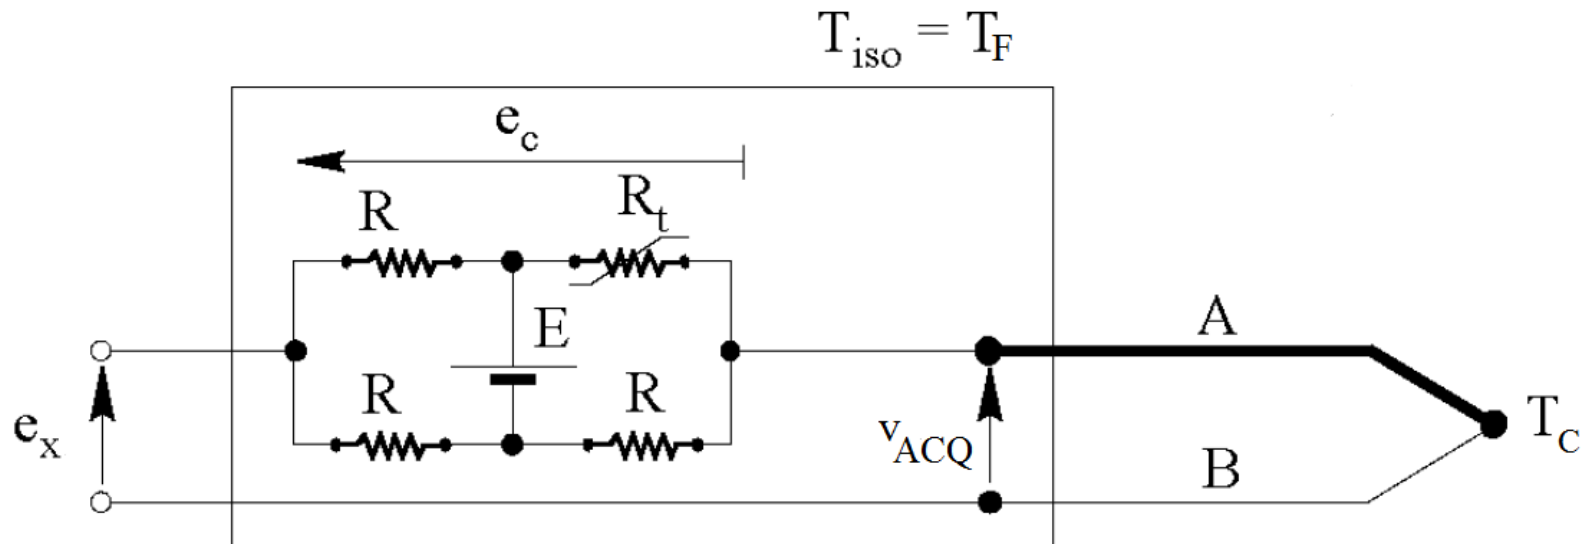 T_iso = T_F
e_c
R
R_t
E
R
R
e_x
v_ACQ
A
B
T_C